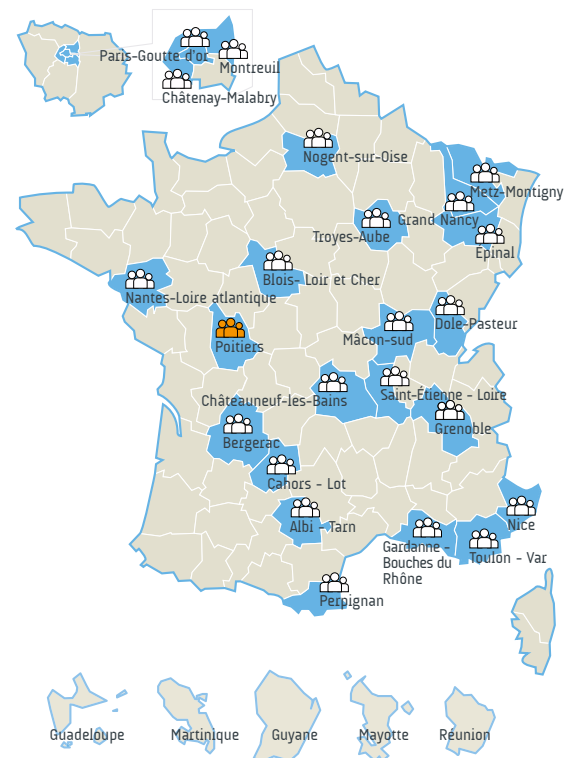 Paris-Goutte d'or
Montreuil
Châtenay-Malabry
Nogent-sur-Oise
Metz-Montigny
Grand Nancy
Troyes-Aube
Épinal
Blois- Loir et Cher
Nantes-Loire atlantique
Dole-Pasteur
Mâcon-sud
Poitiers
Saint-Étienne - Loire
Châteauneuf-les-Bains
Grenoble
Bergerac
Cahors - Lot
Albi - Tarn
Nice
Gardanne -
Bouches du
Rhône
Toulon - Var
Perpignan
Guadeloupe
Martinique
Guyane
Mayotte
Réunion